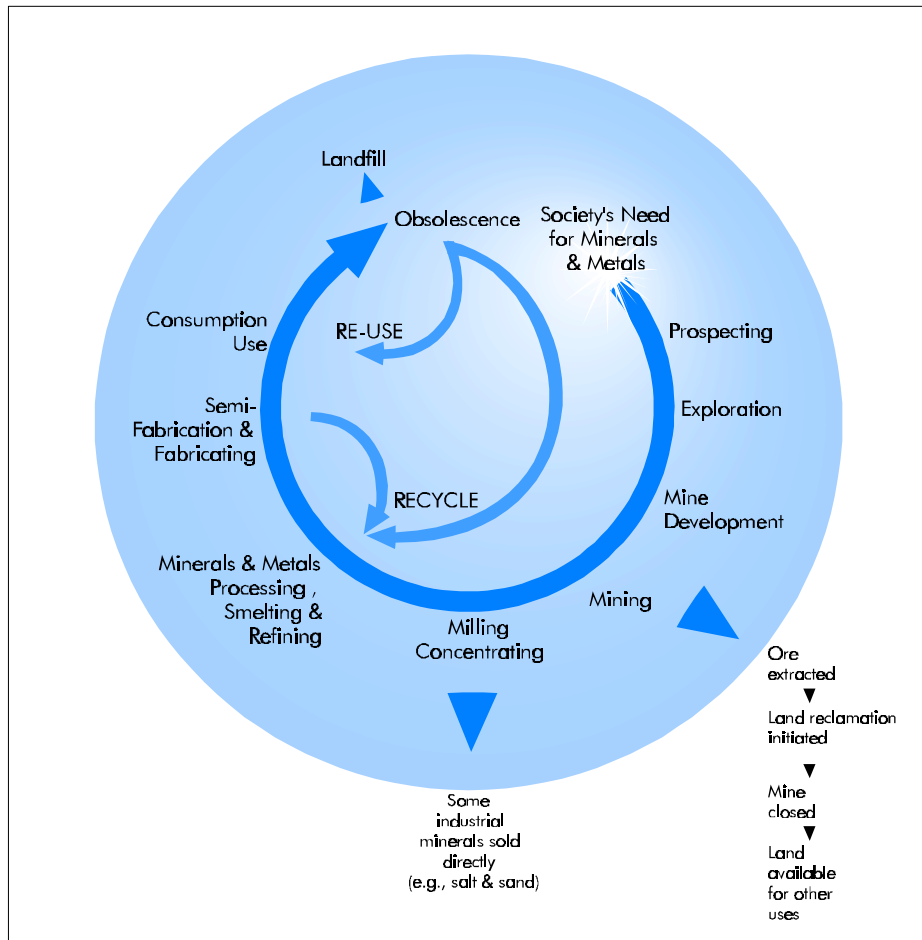 Landfill
Obsolescence
Society's Need
for Minerals
& Metals
Prospecting
Exploration
Mine
Development
Mining
Milling
Concentrating
Minerals & Metals
Processing ,
Smelting &
Refining
Semi-
Fabrication &
Fabricating
Consumption
Use
RE-USE
RECYCLE
Ore
extracted
Land reclamation
initiated
Mine
closed
Land
available
for other
uses
Some
industrial
minerals sold
directly
(e.g., salt & sand)